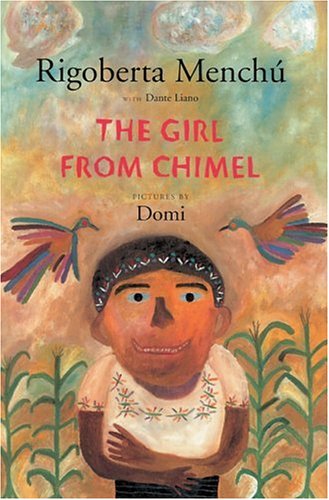 Rigoberta Menchú
WITH Dante Liano
THE GIRL
FROM CHIMEL
PICTURES BY
Domi